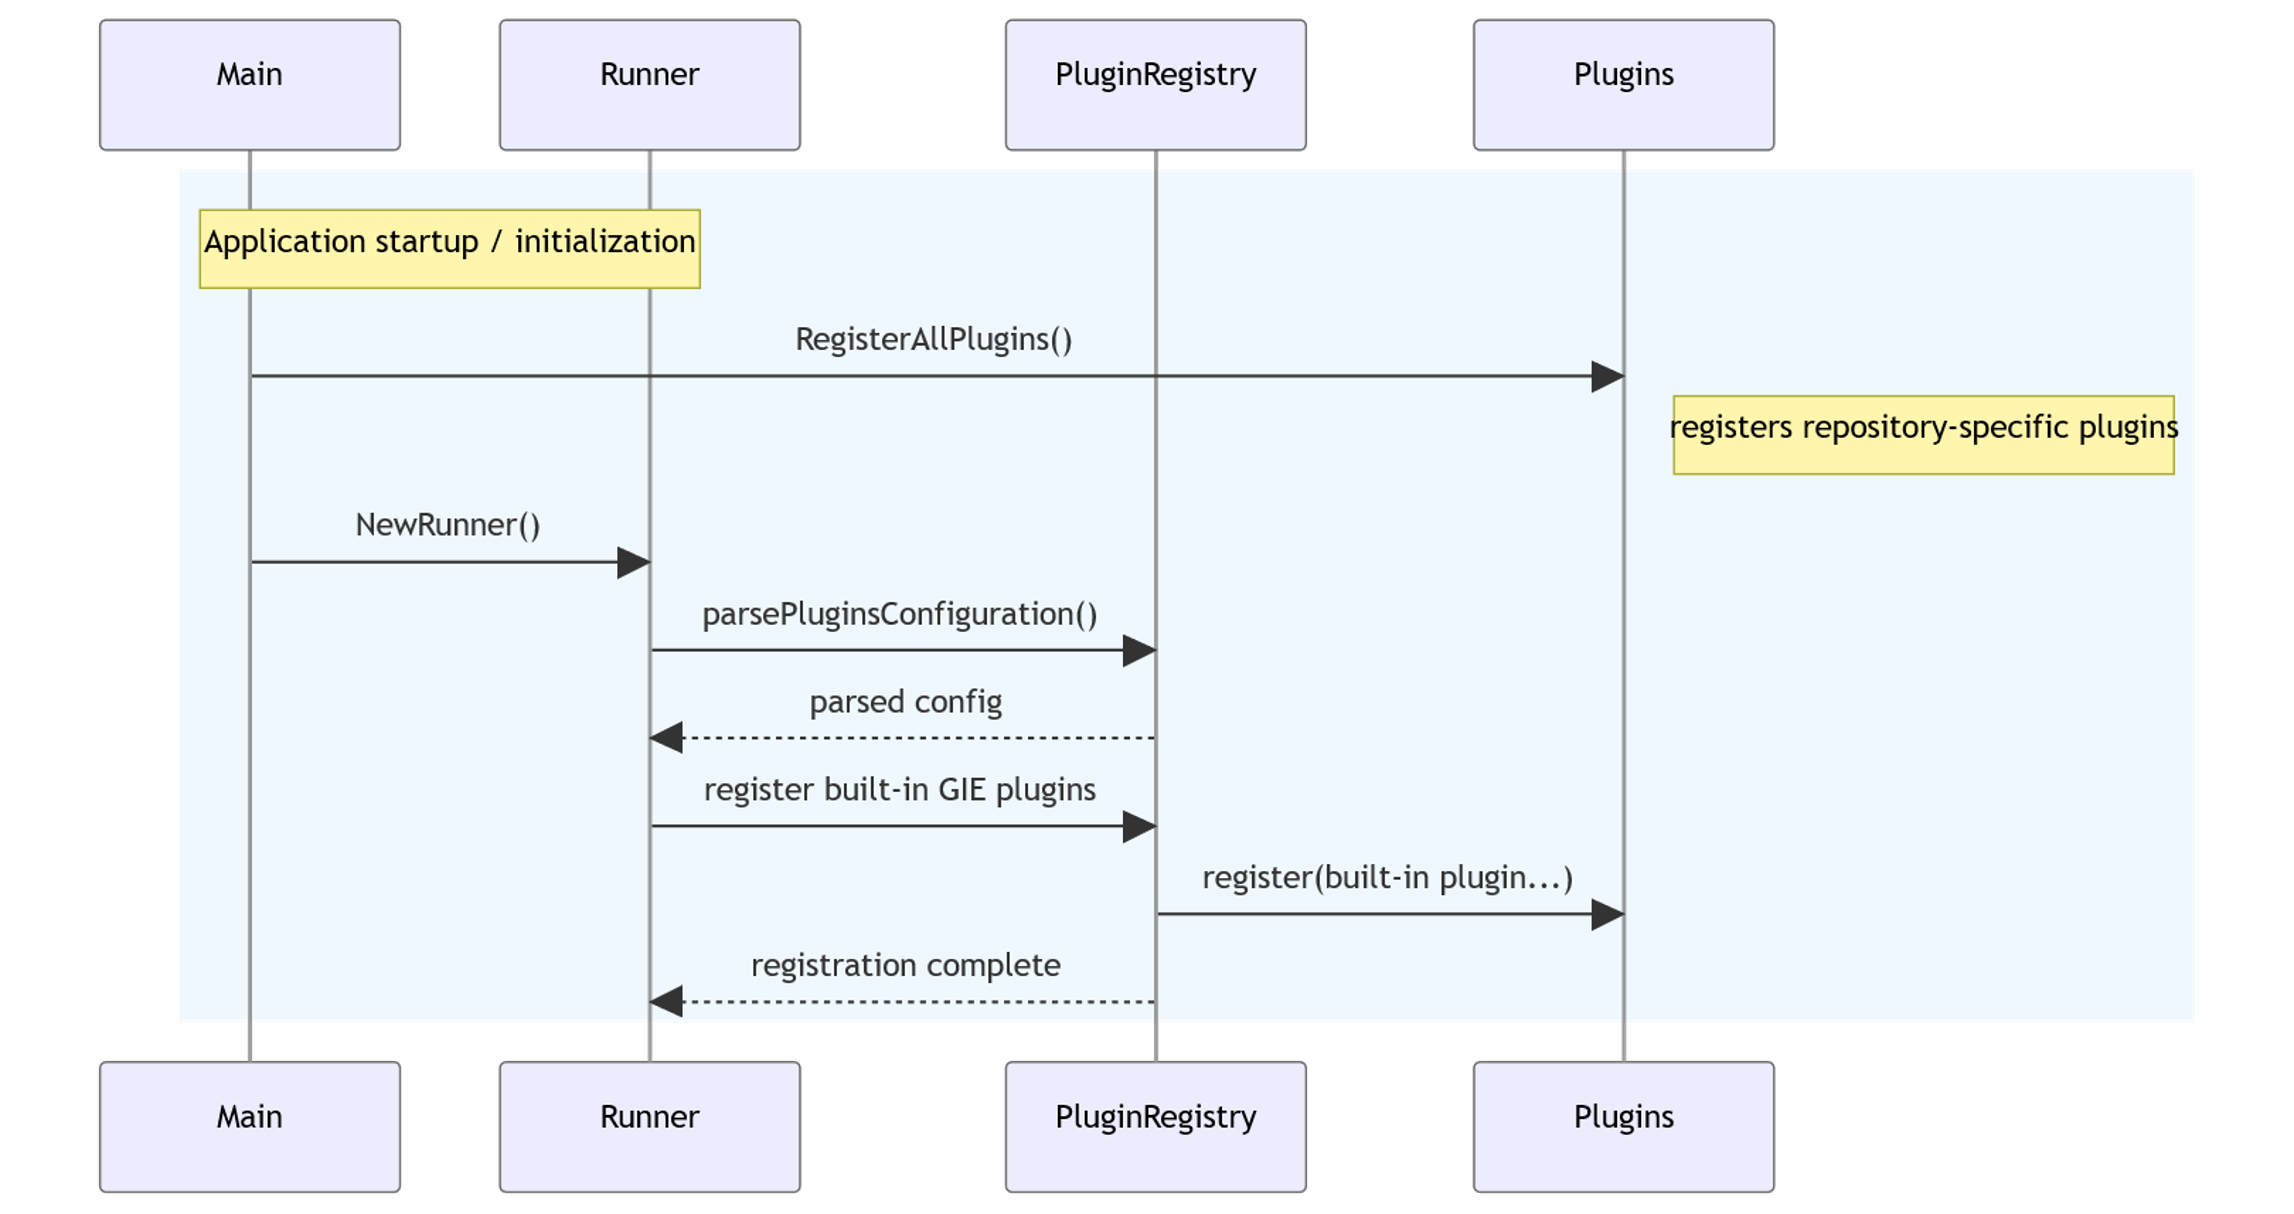 Main
Runner
PluginRegistry
Plugins
Application startup / initialization
RegisterAllPlugins()
registers repository-specific plugins
NewRunner()
parsePluginsConfiguration()
parsed config
register built-in GIE plugins
register(built-in plugin...)
registration complete
Main
Runner
PluginRegistry
Plugins